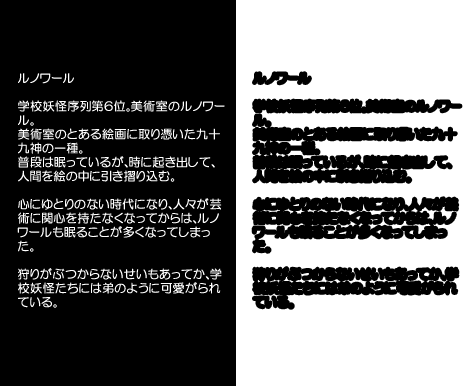 ルノワール
学校妖怪序列第6位。美術室のルノワー
ル。
美術室のとある絵画に取り憑いた九十
九神の一種。
普段は眠っているが、時に起き出して、
人間を絵の中に引き摺り込む。
心にゆとりのない時代になり、人々が芸
術に関心を持たなくなってからは、ルノ
ワールも眠ることが多くなってしまっ
た。
狩りがぶつからないせいもあってか、学
校妖怪たちには弟のように可愛がられ
ている。
ルノワール
学校妖怪序列第6位。美術室のルノワー
ル。
美術室のとある絵画に取り憑いた九十
九神の一種。
普段は眠っているが、時に起き出して、
人間を絵の中に引き摺り込む。
心にゆとりのない時代になり、人々が芸
術に関心を持たなくなってからは、ルノ
ワールも眠ることが多くなってしまっ
た。
狩りがぶつからないせいもあってか、学
校妖怪たちには弟のように可愛がられ
ている。